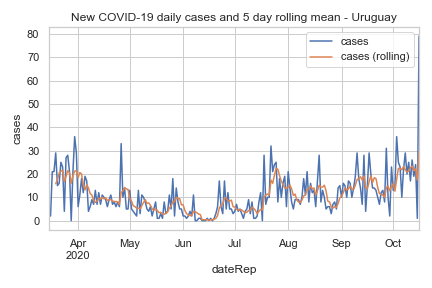 New COVID-19 daily cases and 5 day rolling mean - Uruguay
cases
cases (rolling)
80
70
60
50
40
30
20
10
0
cases
Apr
2020
May
Jun
Jul
Aug
Sep
Oct
dateRep